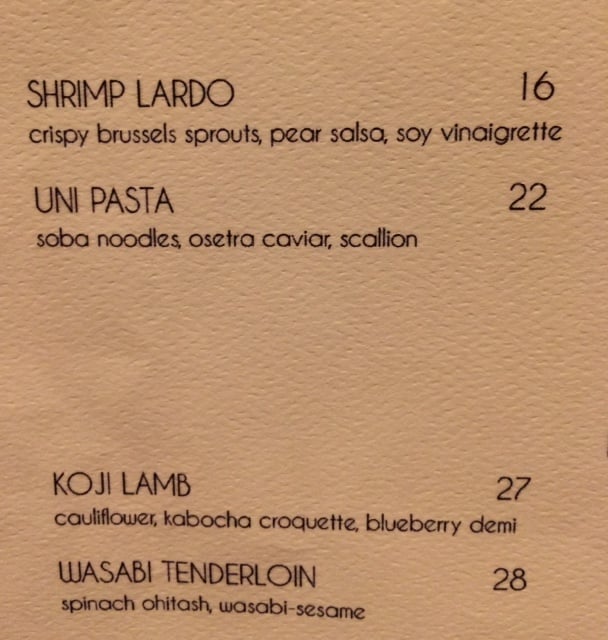 SHRIMP LARDO 16
crispy brussels sprouts, pear salsa, soy vinaigrette
UNI PASTA 22
soba noodles, osetra caviar, scallion
KOJI LAMB 27
cauliflower, kabocha croquette, blueberry demi
WASABI TENDERLOIN 28
spinach ohitash, wasabi-sesame